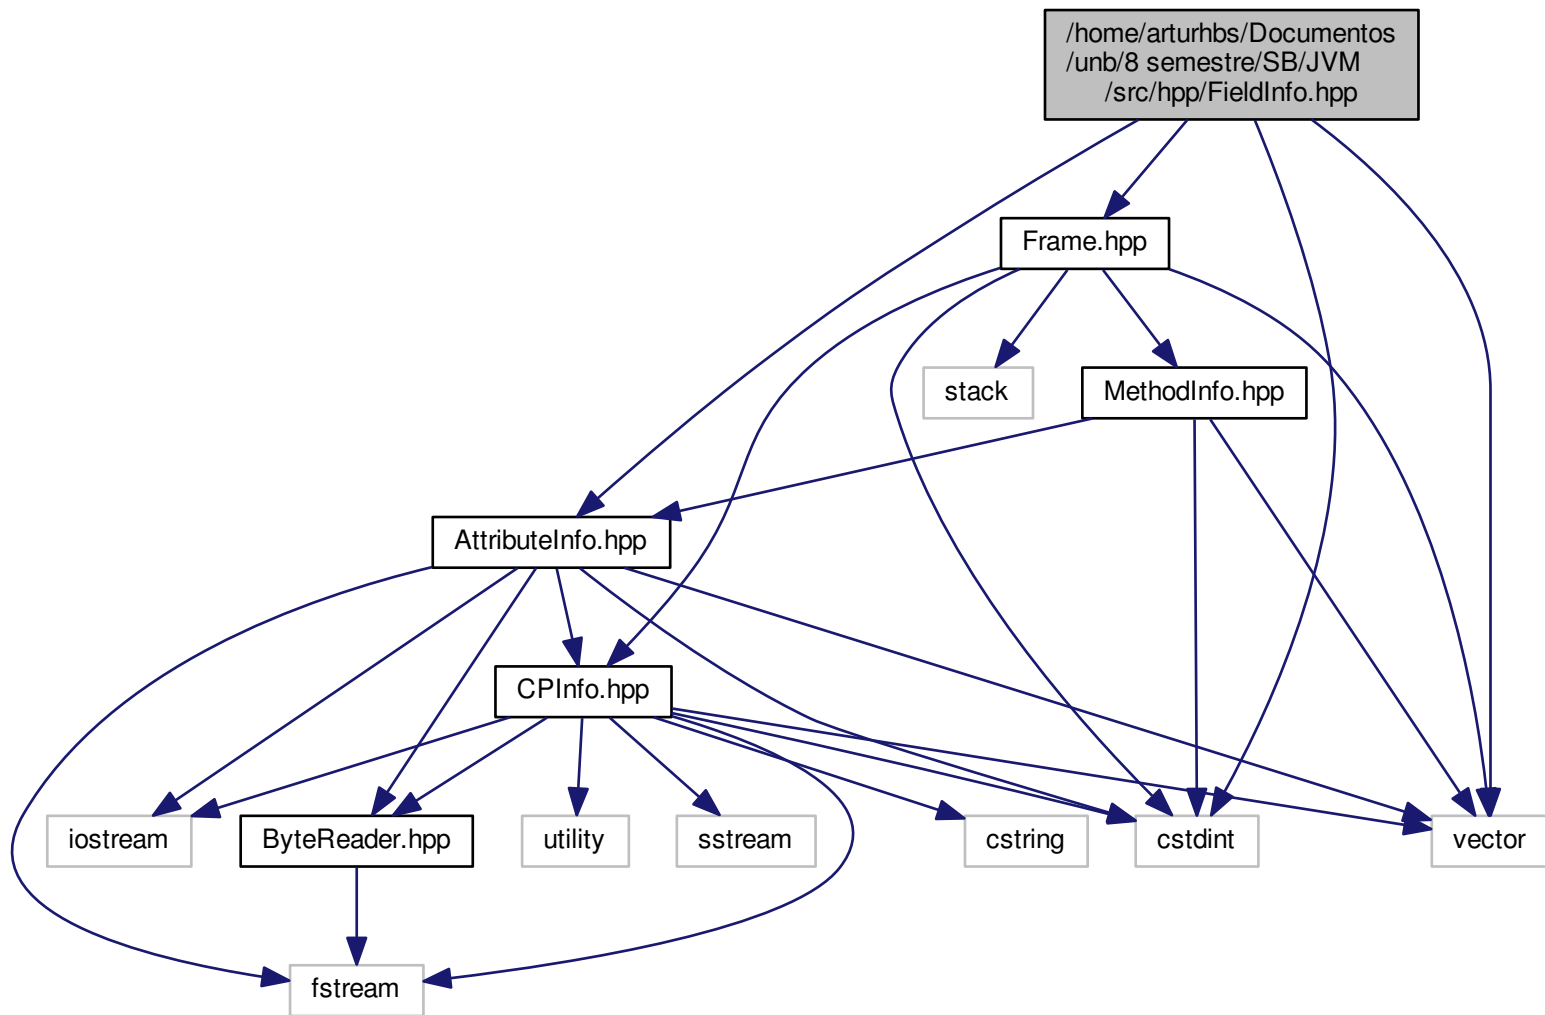 /home/arturhbs/Documentos
/unb/8 semestre/SB/JVM
/src/hpp/FieldInfo.hpp
Frame.hpp
stack
MethodInfo.hpp
AttributeInfo.hpp
CPInfo.hpp
iostream
ByteReader.hpp
utility
sstream
cstring
cstdint
vector
fstream